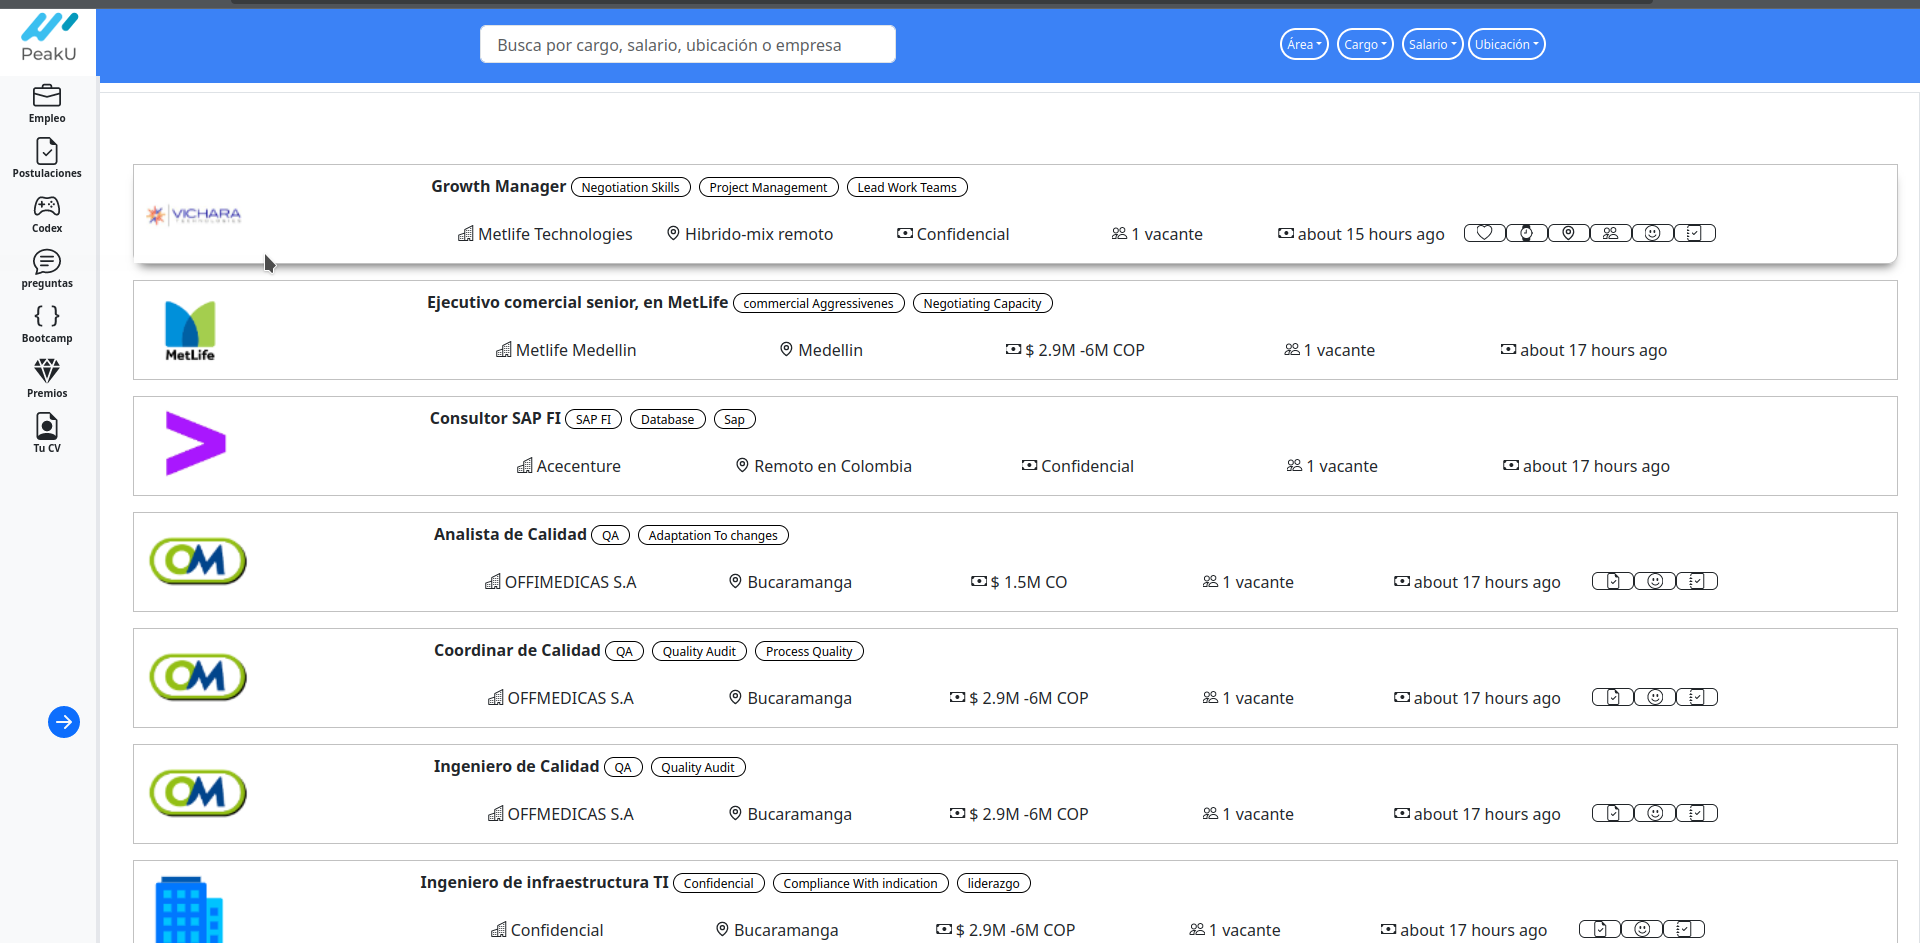 PeakU
Busca por cargo, salario, ubicación o empresa
Área
Cargo
Salario
Ubicación
Empleo
Postulaciones
Codex
preguntas
Bootcamp
Premios
Tu CV
VICHARA
TECHNOLOGIES
Growth Manager Negotiation Skills Project Management Lead Work Teams
Metlife Technologies Hibrido-mix remoto Confidencial 1 vacante about 15 hours ago
MetLife
Ejecutivo comercial senior, en MetLife commercial Aggressivenes Negotiating Capacity
Metlife Medellin Medellin $ 2.9M -6M COP 1 vacante about 17 hours ago
Consultor SAP FI SAP FI Database Sap
Acecenture Remoto en Colombia Confidencial 1 vacante about 17 hours ago
OM
Analista de Calidad QA Adaptation To changes
OFFIMEDICAS S.A Bucaramanga $ 1.5M CO 1 vacante about 17 hours ago
OM
Coordinar de Calidad QA Quality Audit Process Quality
OFFMEDICAS S.A Bucaramanga $ 2.9M -6M COP 1 vacante about 17 hours ago
OM
Ingeniero de Calidad QA Quality Audit
OFFMEDICAS S.A Bucaramanga $ 2.9M -6M COP 1 vacante about 17 hours ago
Ingeniero de infraestructura TI Confidencial Compliance With indication liderazgo
Confidencial Bucaramanga $ 2.9M -6M COP 1 vacante about 17 hours ago